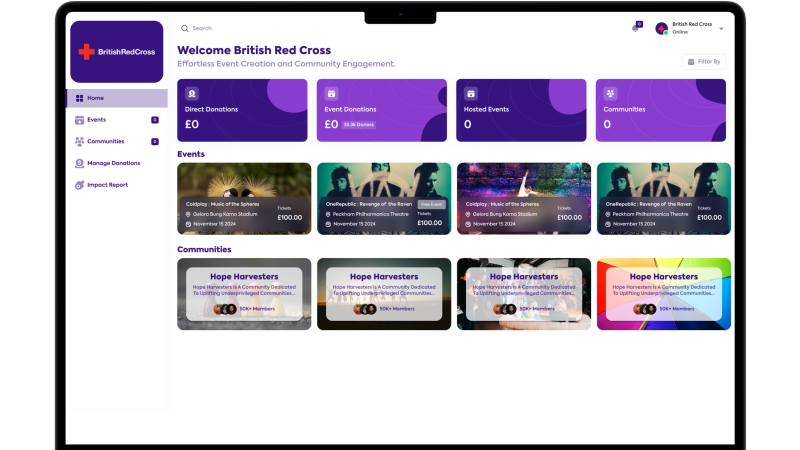 BritishRedCross
Home
Events 0
Communities 0
Manage Donations
Impact Report
Search
0
British Red Cross
Online
Welcome British Red Cross
Effortless Event Creation and Community Engagement.
Filter By
Direct Donations
£0
Event Donations
£0 33.3k Donors
Hosted Events
0
Communities
0
Events
Coldplay : Music of the Spheres
Gelora Bung Karno Stadium
November 15 2024
Tickets
£100.00
OneRepublic : Revenge of the Raven
Peckham Philharmonica Theatre
November 15 2024
Free Event
Tickets
£100.00
Coldplay : Music of the Spheres
Gelora Bung Karno Stadium
November 15 2024
Tickets
£100.00
OneRepublic : Revenge of the Raven
Peckham Philharmonica Theatre
November 15 2024
Tickets
£100.00
Communities
Hope Harvesters
Hope Harvesters Is A Community Dedicated
To Uplifting Underprivileged Communities...
50K+ Members
Hope Harvesters
Hope Harvesters Is A Community Dedicated
To Uplifting Underprivileged Communities...
50K+ Members
Hope Harvesters
Hope Harvesters Is A Community Dedicated
To Uplifting Underprivileged Communities...
50K+ Members
Hope Harvesters
Hope Harvesters Is A Community Dedicated
To Uplifting Underprivileged Communities...
50K+ Members